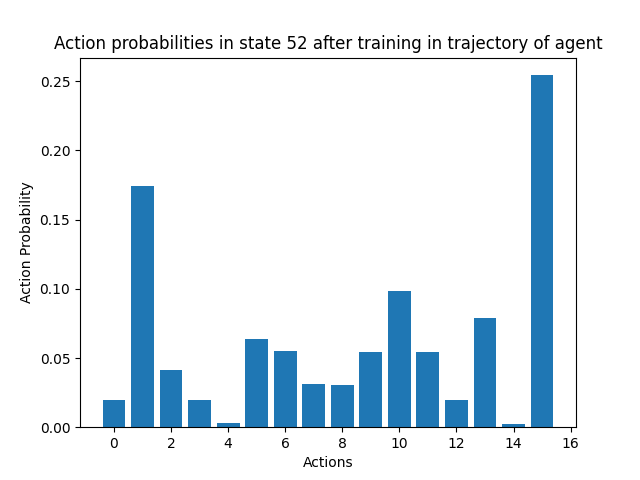 Action probabilities in state 52 after training in trajectory of agent
0.25
0.20
0.15
0.10
0.05
0.00
Action Probability
0 2 4 6 8 10 12 14 16
Actions